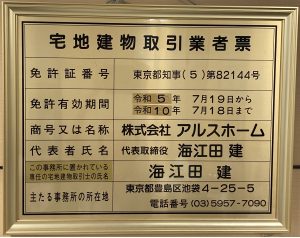 宅地建物取引業者票
免許証番号 東京都知事(5)第82144号
免許有効期間 令和5年 7月19日から
令和10年 7月18日まで
商号又は名称 株式会社 アルスホーム
代表者氏名 代表取締役 海江田 建
この事務所に置かれている
専任の宅地建物取引士の氏名 海江田 建
主たる事務所の所在地 東京都豊島区池袋4-25-5
電話番号(03)5957-7090